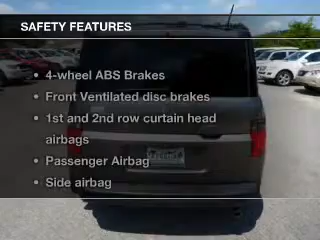 SAFETY FEATURES
• 4-wheel ABS Brakes
• Front Ventilated disc brakes
• 1st and 2nd row curtain head
airbags
• Passenger Airbag
• Side airbag